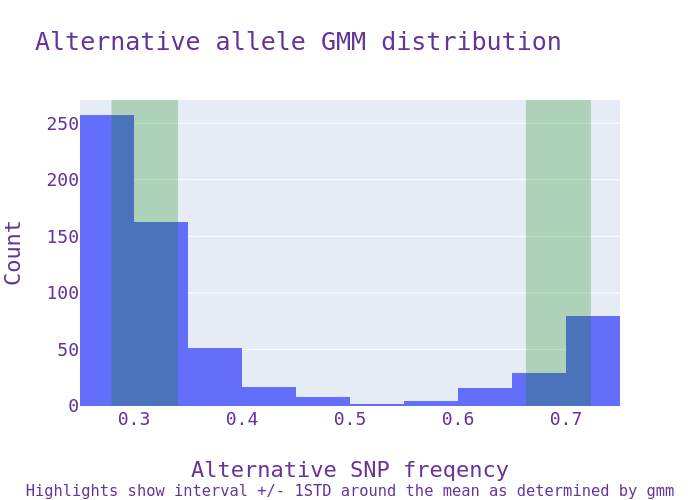 Alternative allele GMM distribution
250
200
150
100
50
0
Count
0.3 0.4 0.5 0.6 0.7
Alternative SNP freqency
Highlights show interval +/- 1STD around the mean as determined by gmm